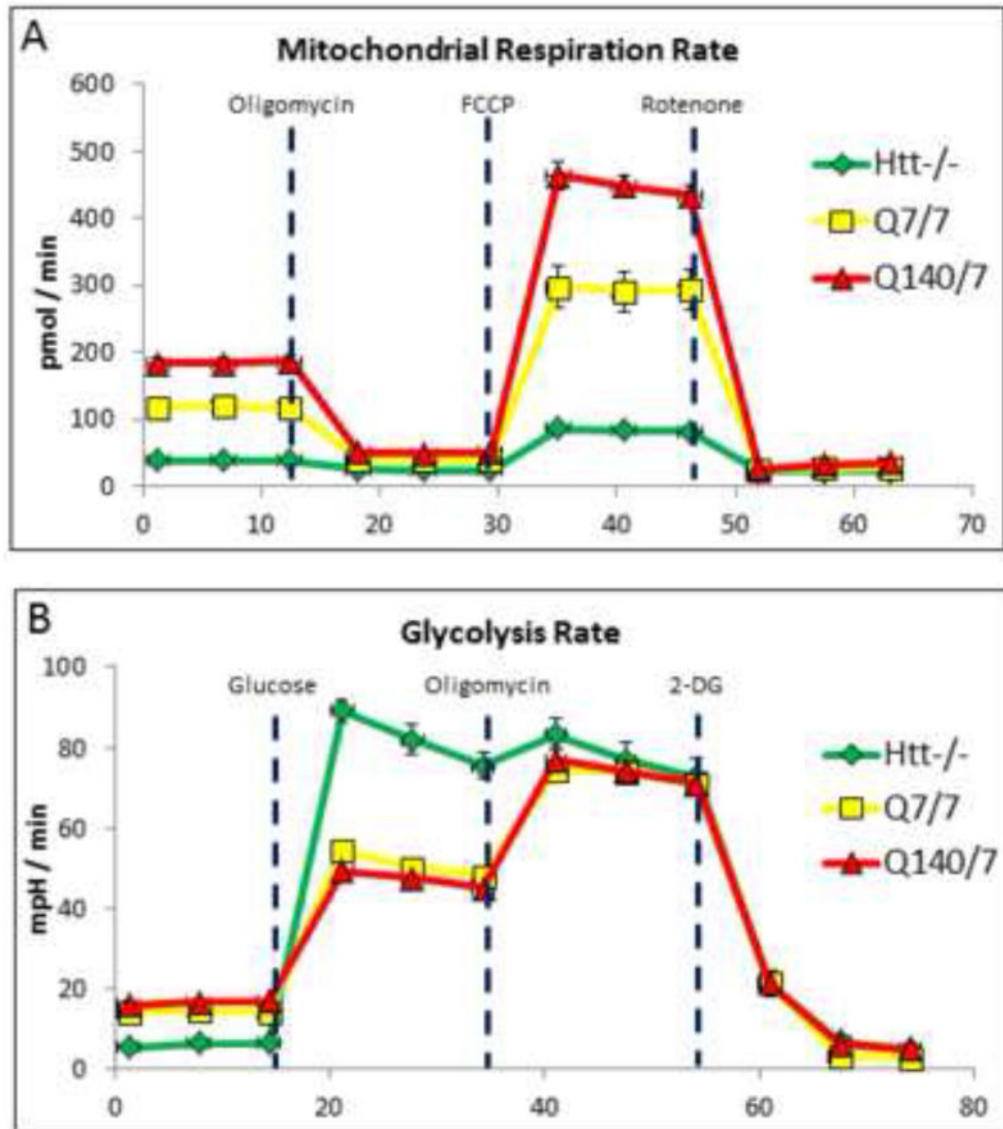 A
Mitochondrial Respiration Rate
600
500
400
300
200
100
0
pmol / min
Oligomycin
FCCP
Rotenone
Htt-/-
Q7/7
Q140/7
0 10 20 30 40 50 60 70
B
Glycolysis Rate
100
80
60
40
20
0
mpH / min
Glucose
Oligomycin
2-DG
Htt-/-
Q7/7
Q140/7
0 20 40 60 80